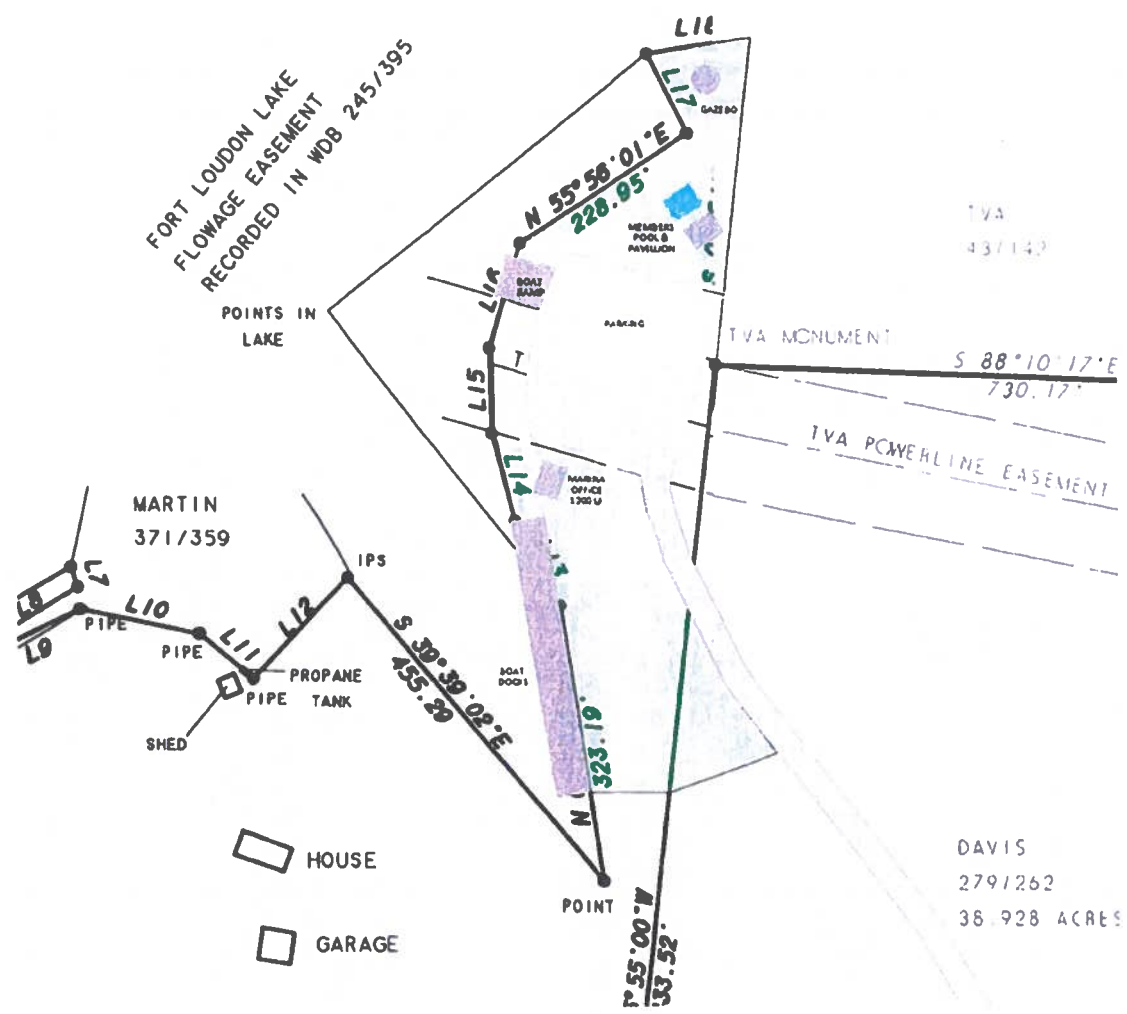 L18
FORT LOUDON LAKE
FLOWAGE EASEMENT
RECORDED IN WDB 245/395
L17
GAZEBO
N 55°56'01"E
228.95'
MEMBERS
POOL &
PAVILLION
TVA
POINTS IN
LAKE
L16
BOAT
RAMP
PARKING
TVA MONUMENT
S 88°10'17"E
730.17'
T
L15
TVA POWERLINE EASEMENT
L14
MARINA
OFFICE
MARTIN
371/359
IPS
L7
L8
L9
L10
PIPE
L11
PIPE
L12
PIPE
PROPANE
TANK
SHED
S 39°39'02"E
455.29
BOAT
DOCKS
323.19'
N
HOUSE
GARAGE
POINT
°55'00"W
33.52'
DAVIS
279/262
38.928 ACRES